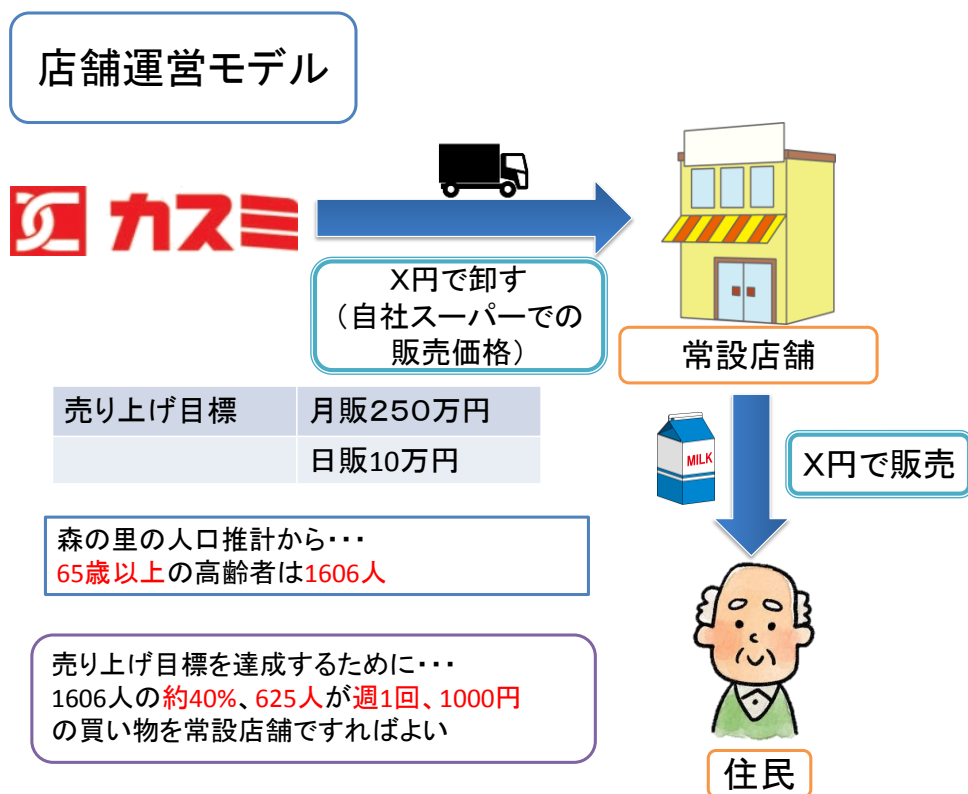 店舗運営モデル
カスミ
X円で卸す
（自社スーパーでの
販売価格）
常設店舗
売り上げ目標 月販２５０万円
日販10万円
MILK
X円で販売
森の里の人口推計から・・・
65歳以上の高齢者は1606人
売り上げ目標を達成するために・・・
1606人の約40%、625人が週1回、1000円
の買い物を常設店舗ですればよい
住民